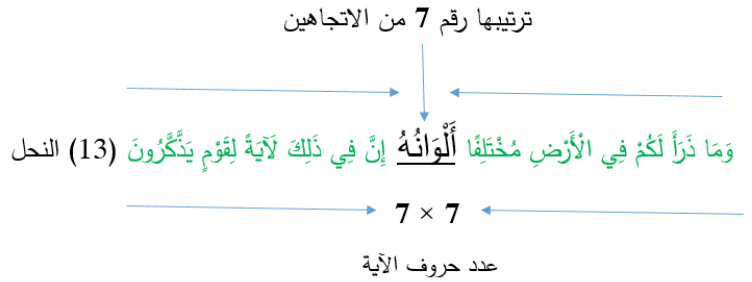 ترتيبها رقم 7 من الاتجاهين
وَمَا ذَرَأَ لَكُمْ فِي الْأَرْضِ مُخْتَلِفًا أَلْوَانُهُ إِنَّ فِي ذَلِكَ لَآيَةً لِقَوْمٍ يَذَّكَّرُونَ (13) النحل
7 × 7
عدد حروف الآية